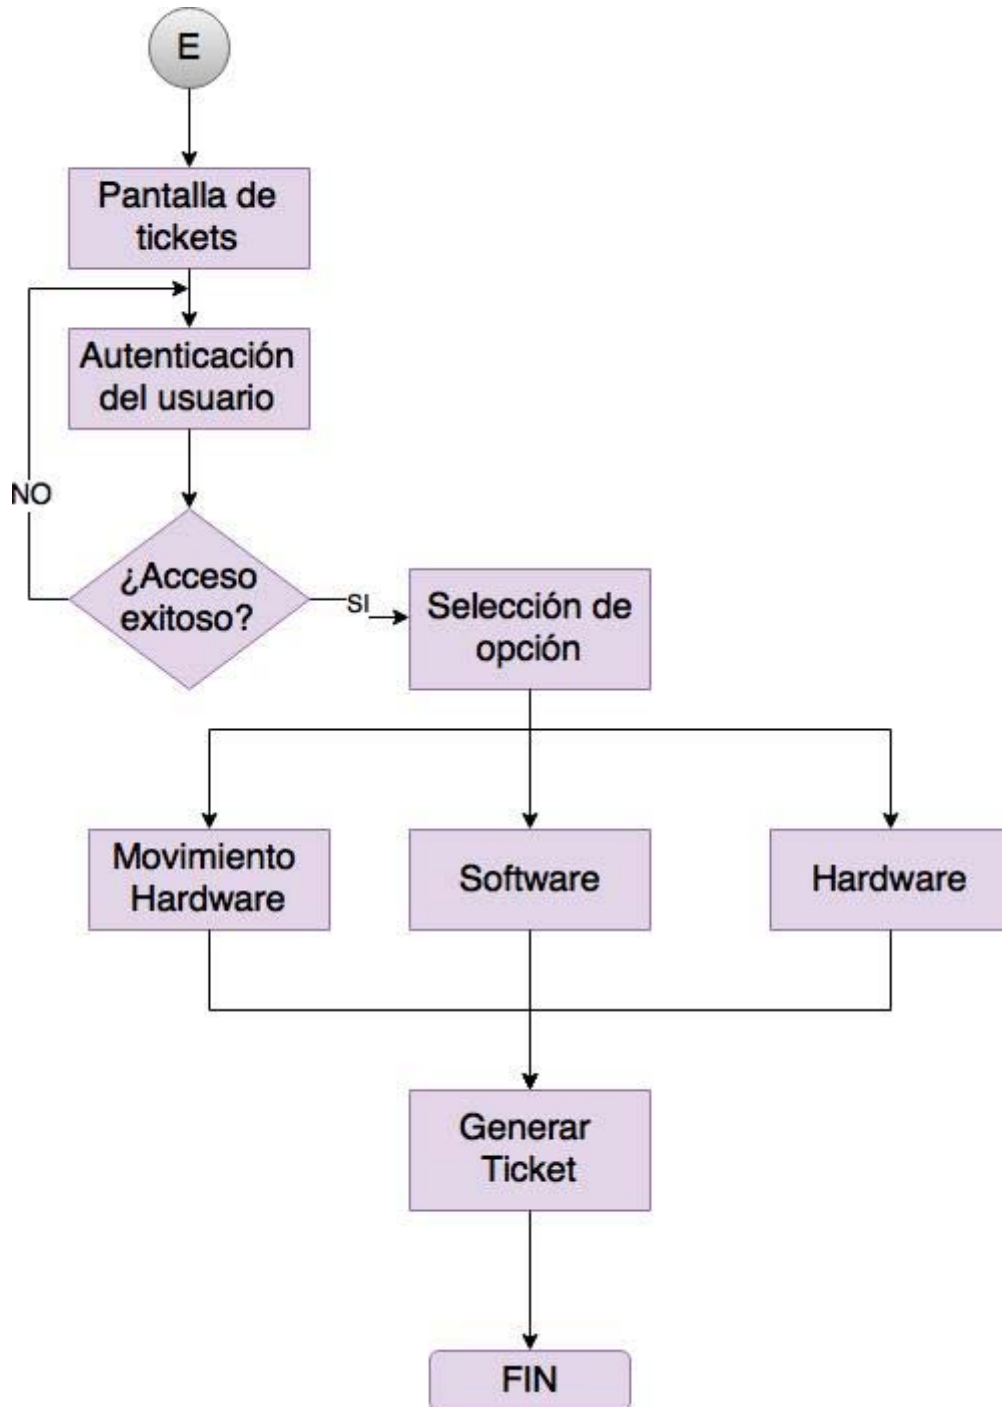 E
Pantalla de
tickets
Autenticación
del usuario
NO
¿Acceso
exitoso?
SI
Selección de
opción
Movimiento
Hardware
Software
Hardware
Generar
Ticket
FIN